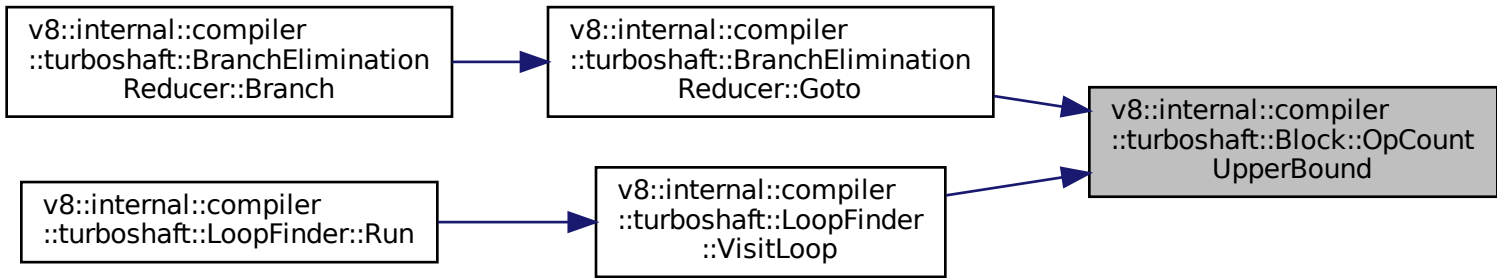 v8::internal::compiler
::turboshaft::BranchElimination
Reducer::Branch
v8::internal::compiler
::turboshaft::BranchElimination
Reducer::Goto
v8::internal::compiler
::turboshaft::Block::OpCount
UpperBound
v8::internal::compiler
::turboshaft::LoopFinder::Run
v8::internal::compiler
::turboshaft::LoopFinder
::VisitLoop